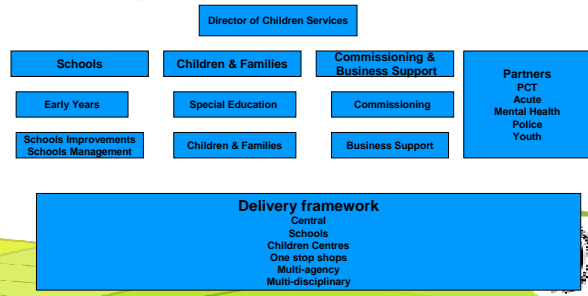 Director of Children Services
Schools
Children & Families
Commissioning &
Business Support
Partners
PCT
Acute
Mental Health
Police
Youth
Early Years
Special Education
Commissioning
Schools Improvements
Schools Management
Children & Families
Business Support
Delivery framework
Central
Schools
Children Centres
One stop shops
Multi-agency
Multi-disciplinary